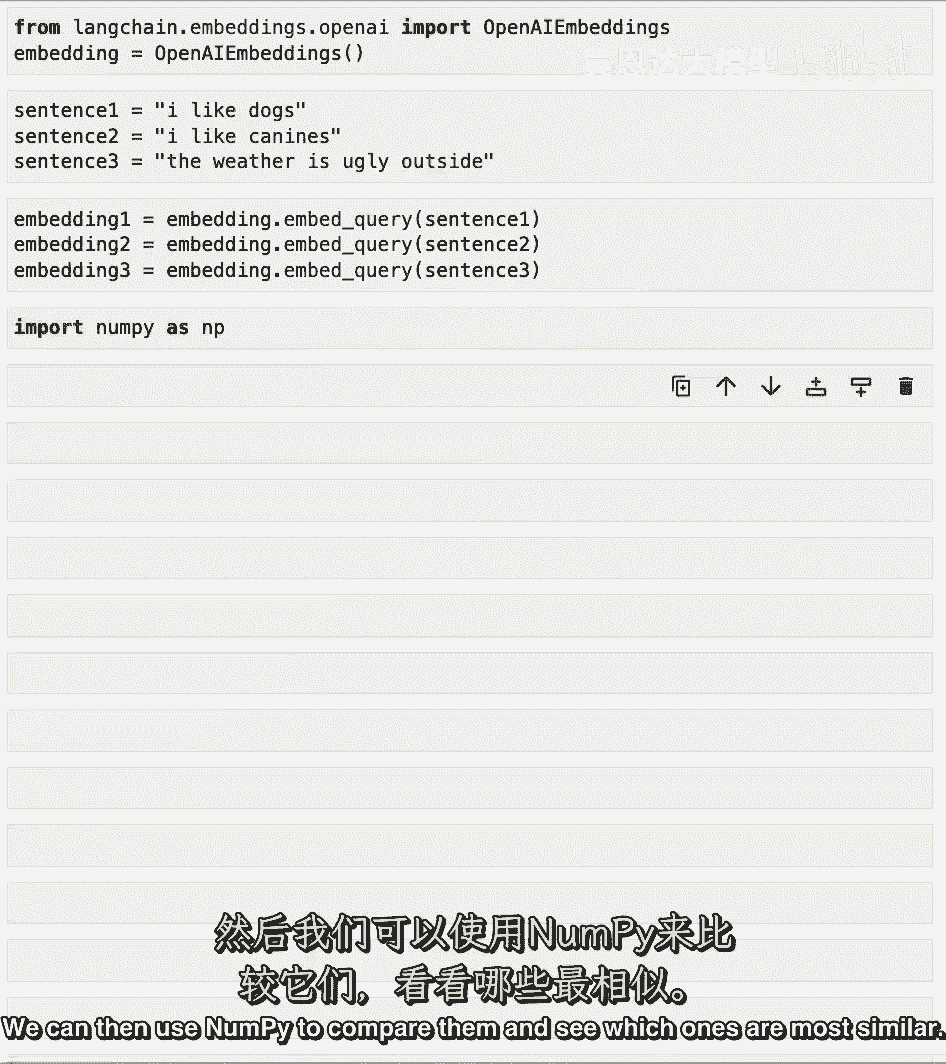 from langchain.embeddings.openai import OpenAIEmbeddings
embedding = OpenAIEmbeddings()
sentence1 = "i like dogs"
sentence2 = "i like canines"
sentence3 = "the weather is ugly outside"
embedding1 = embedding.embed_query(sentence1)
embedding2 = embedding.embed_query(sentence2)
embedding3 = embedding.embed_query(sentence3)
import numpy as np
然后我们可以使用NumPy来比
较它们，看看哪些最相似。
We can then use NumPy to compare them and see which ones are most similar.